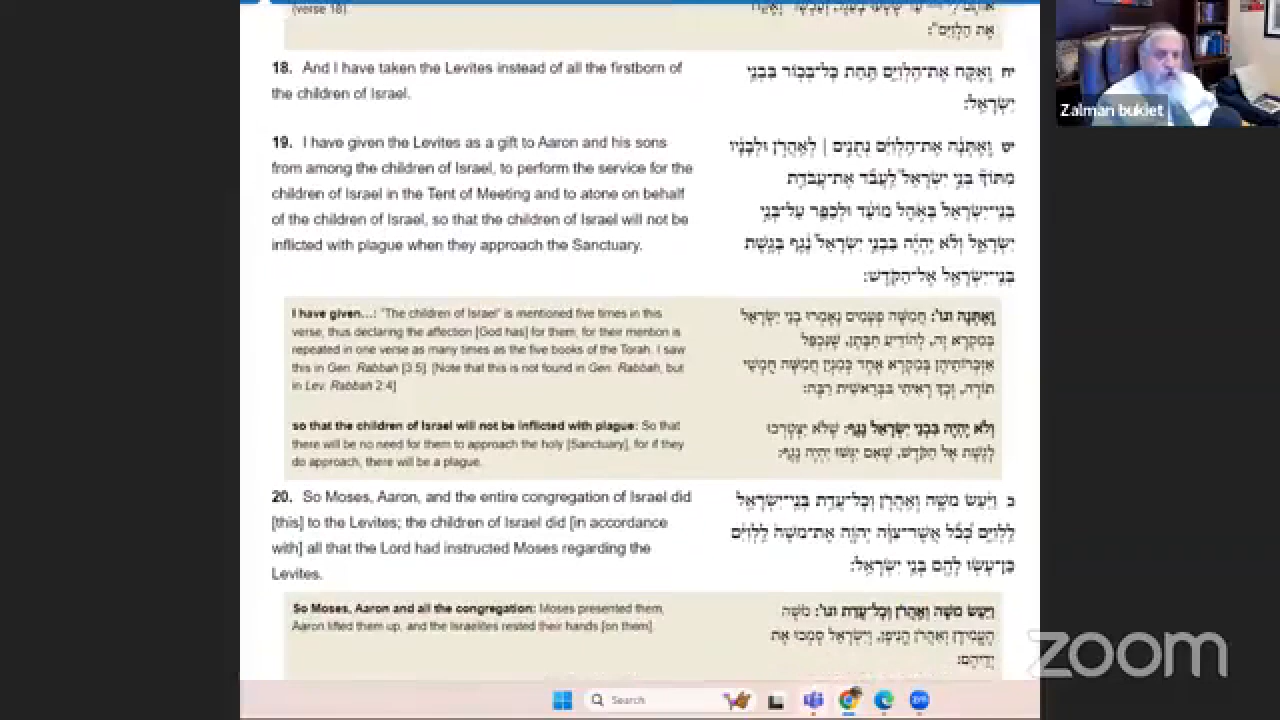 (verse 18)
אֶת הַלְוִיִּם":
Zalman bukiet
18. And I have taken the Levites instead of all the firstborn of
the children of Israel.
יח וָאֶקַּח אֶת־הַלְוִיִּם תַּחַת כָּל־בְּכוֹר בִּבְנֵי
יִשְׂרָאֵל:
19. I have given the Levites as a gift to Aaron and his sons
from among the children of Israel, to perform the service for the
children of Israel in the Tent of Meeting and to atone on behalf
of the children of Israel, so that the children of Israel will not be
inflicted with plague when they approach the Sanctuary.
יט וָאֶתְּנָה אֶת־הַלְוִיִּם נְתֻנִים | לְאַהֲרֹן וּלְבָנָיו
מִתּוֹךְ בְּנֵי יִשְׂרָאֵל לַעֲבֹד אֶת־עֲבֹדַת
בְּנֵי־יִשְׂרָאֵל בְּאֹהֶל מוֹעֵד וּלְכַפֵּר עַל־בְּנֵי
יִשְׂרָאֵל וְלֹא יִהְיֶה בִּבְנֵי יִשְׂרָאֵל נֶגֶף בְּגֶשֶׁת
בְּנֵי־יִשְׂרָאֵל אֶל־הַקֹּדֶשׁ:
I have given…: "The children of Israel" is mentioned five times in this
verse, thus declaring the affection [God has] for them, for their mention is
repeated in one verse as many times as the five books of the Torah. I saw
this in Gen. Rabbah [3:5]. [Note that this is not found in Gen. Rabbah, but
in Lev. Rabbah 2:4]
וָאֶתְּנָה וגו': חֲמִשָּׁה פְעָמִים נֶאֱמַר בְּנֵי יִשְׂרָאֵל
בְּמִקְרָא זֶה, לְהוֹדִיעַ חִבָּתָן, שֶׁנִּכְפְּלוּ
אַזְכְּרוֹתֵיהֶן בְּמִקְרָא אֶחָד כְּמִנְיַן חֲמִשָּׁה חֻמְשֵׁי
תוֹרָה, וְכָךְ רָאִיתִי בִּבְרֵאשִׁית רַבָּה:
so that the children of Israel will not be inflicted with plague: So that
there will be no need for them to approach the holy [Sanctuary], for if they
do approach, there will be a plague.
וְלֹא יִהְיֶה בִּבְנֵי יִשְׂרָאֵל נֶגֶף: שֶׁלֹּא יִצְטָרְכוּ
לָגֶשֶׁת אֶל הַקֹּדֶשׁ, שֶׁאִם יִגְּשׁוּ יִהְיֶה נֶגֶף:
20. So Moses, Aaron, and the entire congregation of Israel did
[this] to the Levites; the children of Israel did [in accordance
with] all that the Lord had instructed Moses regarding the
Levites.
כ וַיַּעַשׂ מֹשֶׁה וְאַהֲרֹן וְכָל־עֲדַת בְּנֵי־יִשְׂרָאֵל
לַלְוִיִּם כְּכֹל אֲשֶׁר־צִוָּה יְהוָֹה אֶת־מֹשֶׁה לַלְוִיִּם
כֵּן־עָשׂוּ לָהֶם בְּנֵי יִשְׂרָאֵל:
So Moses, Aaron and all the congregation: Moses presented them,
Aaron lifted them up, and the Israelites rested their hands [on them].
וַיַּעַשׂ מֹשֶׁה וְאַהֲרֹן וְכָל־עֲדַת וגו': מֹשֶׁה
הֶעֱמִידָן וְאַהֲרֹן הֱנִיפָן, וְיִשְׂרָאֵל סָמְכוּ אֶת
יְדֵיהֶם:
zoom
Search